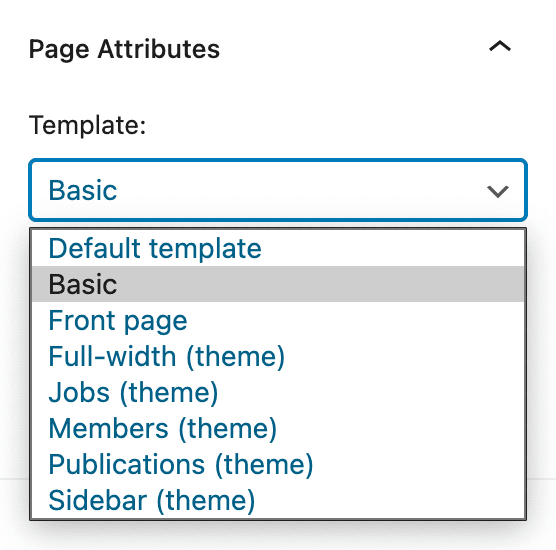 Page Attributes
Template:
Basic
Default template
Basic
Front page
Full-width (theme)
Jobs (theme)
Members (theme)
Publications (theme)
Sidebar (theme)